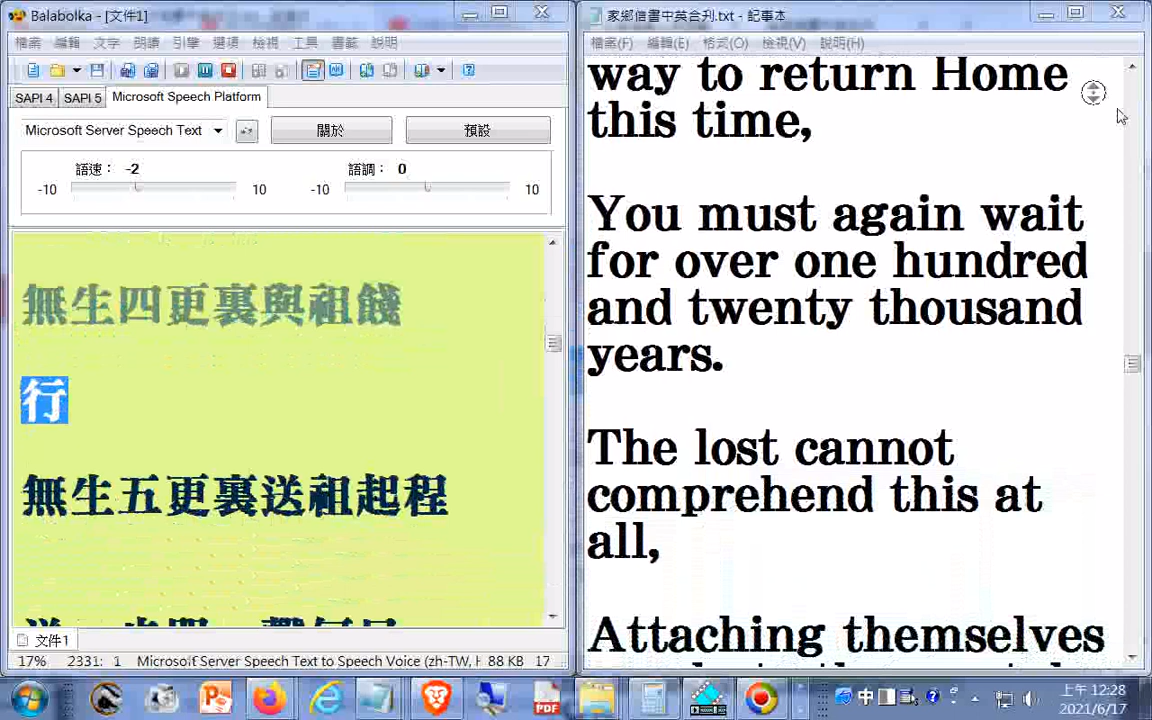 Balabolka - [文件1]
檔案 編輯 文字 朗讀 引擎 選項 檢視 工具 書籤 說明
SAPI 4 SAPI 5 Microsoft Speech Platform
Microsoft Server Speech Text 關於 預設
語速： -2 語調： 0
-10 10 -10 10
無生四更裏與祖餞
行
無生五更裏送祖起程
文件1
17% 2331: 1 Microsoft Server Speech Text to Speech Voice (zh-TW, H 88 KB 17
家鄉信書中英合刋.txt - 記事本
檔案(F) 編輯(E) 格式(O) 檢視(V) 說明(H)
way to return Home
this time,
You must again wait
for over one hundred
and twenty thousand
years.
The lost cannot
comprehend this at
all,
Attaching themselves
中
上午 12:28
2021/6/17